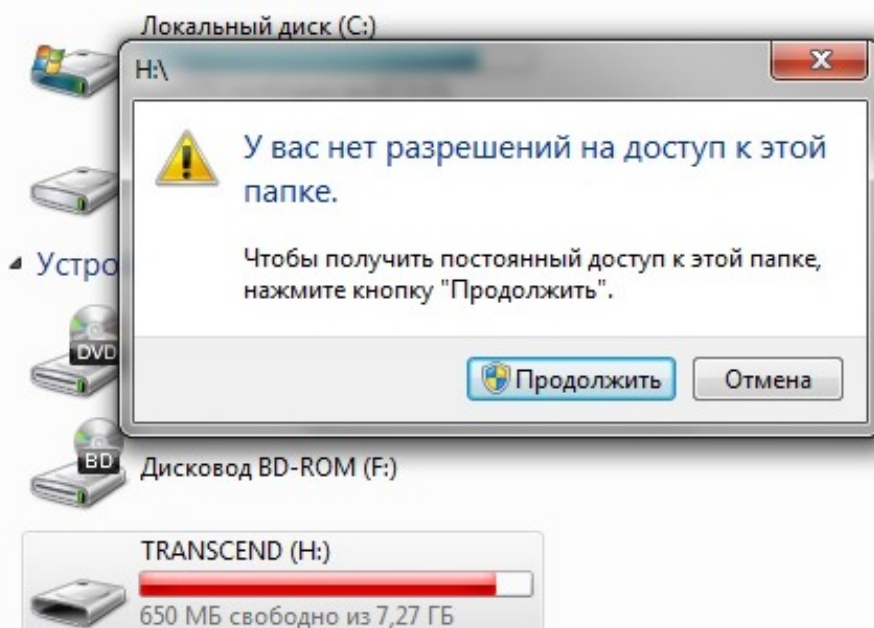 Локальный диск (C:)
H:\
У вас нет разрешений на доступ к этой
папке.
Чтобы получить постоянный доступ к этой папке,
нажмите кнопку "Продолжить".
Устро
DVD
Продолжить
Отмена
BD
Дисковод BD-ROM (F:)
TRANSCEND (H:)
650 МБ свободно из 7,27 ГБ